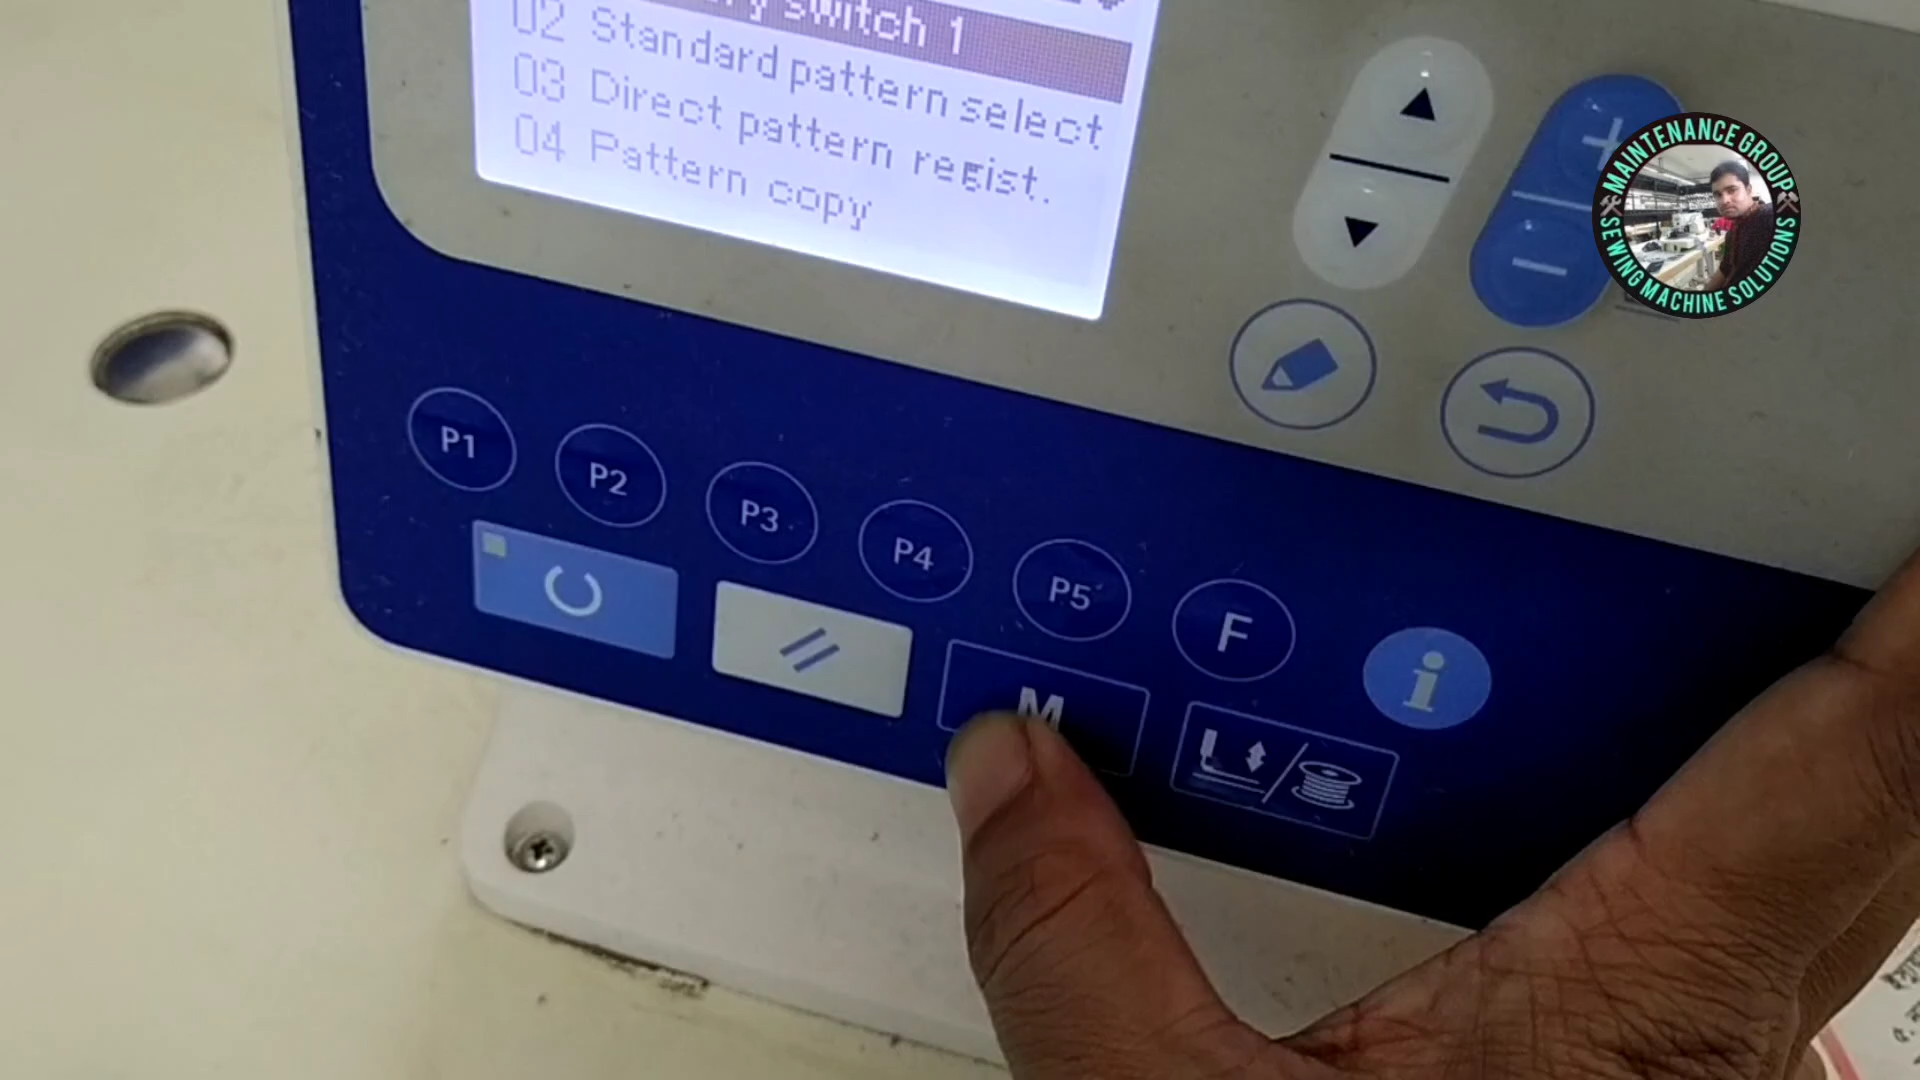 switch 1
02 Standard pattern select
03 Direct pattern regist.
04 Pattern copy
P1
P2
P3
P4
P5
F
i
M
MAINTENANCE GROUP
SEWING MACHINE SOLUTIONS